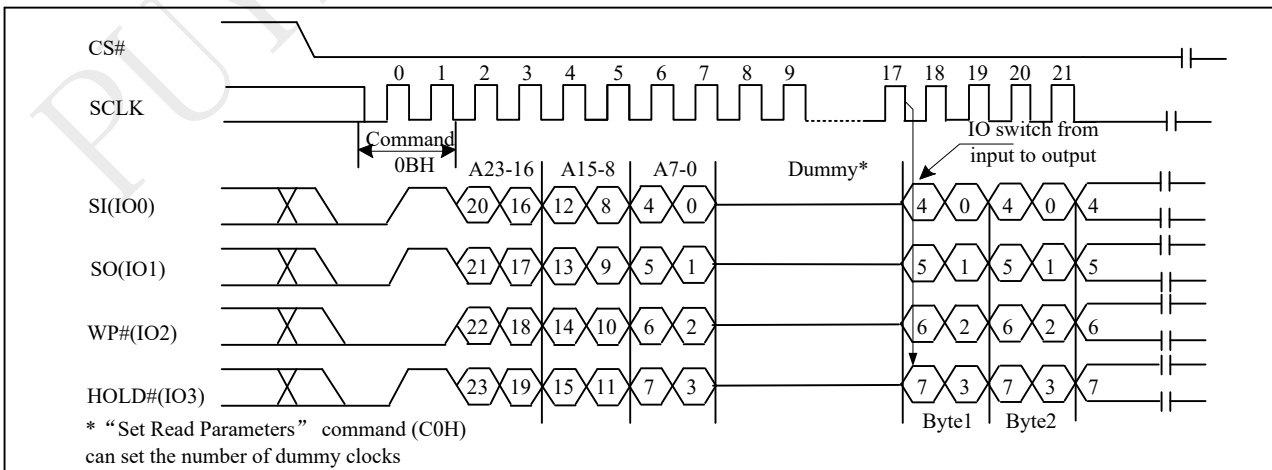 PUY
CS#
0 1 2 3 4 5 6 7 8 9 17 18 19 20 21
SCLK
Command
0BH
IO switch from
input to output
A23-16 A15-8 A7-0 Dummy*
SI(IO0) 20 16 12 8 4 0 4 0 4 0 4
SO(IO1) 21 17 13 9 5 1 5 1 5 1 5
WP#(IO2) 22 18 14 10 6 2 6 2 6 2 6
HOLD#(IO3) 23 19 15 11 7 3 7 3 7 3 7
Byte1 Byte2
* “Set Read Parameters” command (C0H)
can set the number of dummy clocks